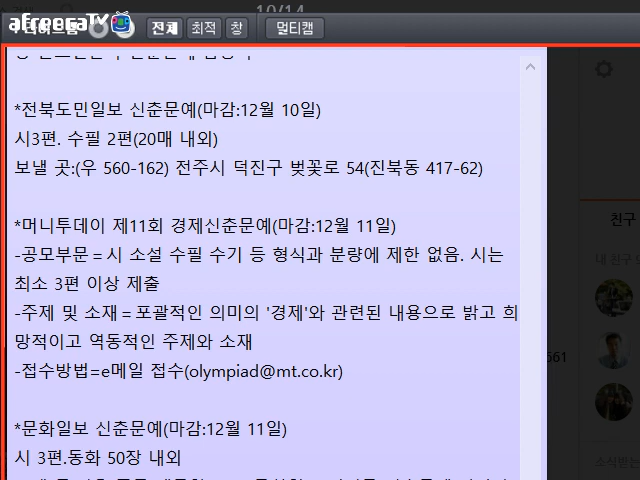 afreecaTV
전체 최적 창 멀티캠
*전북도민일보 신춘문예(마감:12월 10일)
시3편. 수필 2편(20매 내외)
보낼 곳:(우 560-162) 전주시 덕진구 벚꽃로 54(진북동 417-62)
*머니투데이 제11회 경제신춘문예(마감:12월 11일)
-공모부문 = 시 소설 수필 수기 등 형식과 분량에 제한 없음. 시는
최소 3편 이상 제출
-주제 및 소재 = 포괄적인 의미의 '경제'와 관련된 내용으로 밝고 희
망적이고 역동적인 주제와 소재
-접수방법=e메일 접수(olympiad@mt.co.kr)
*문화일보 신춘문예(마감:12월 11일)
시 3편.동화 50장 내외
친구
내 친구
661
소식받는